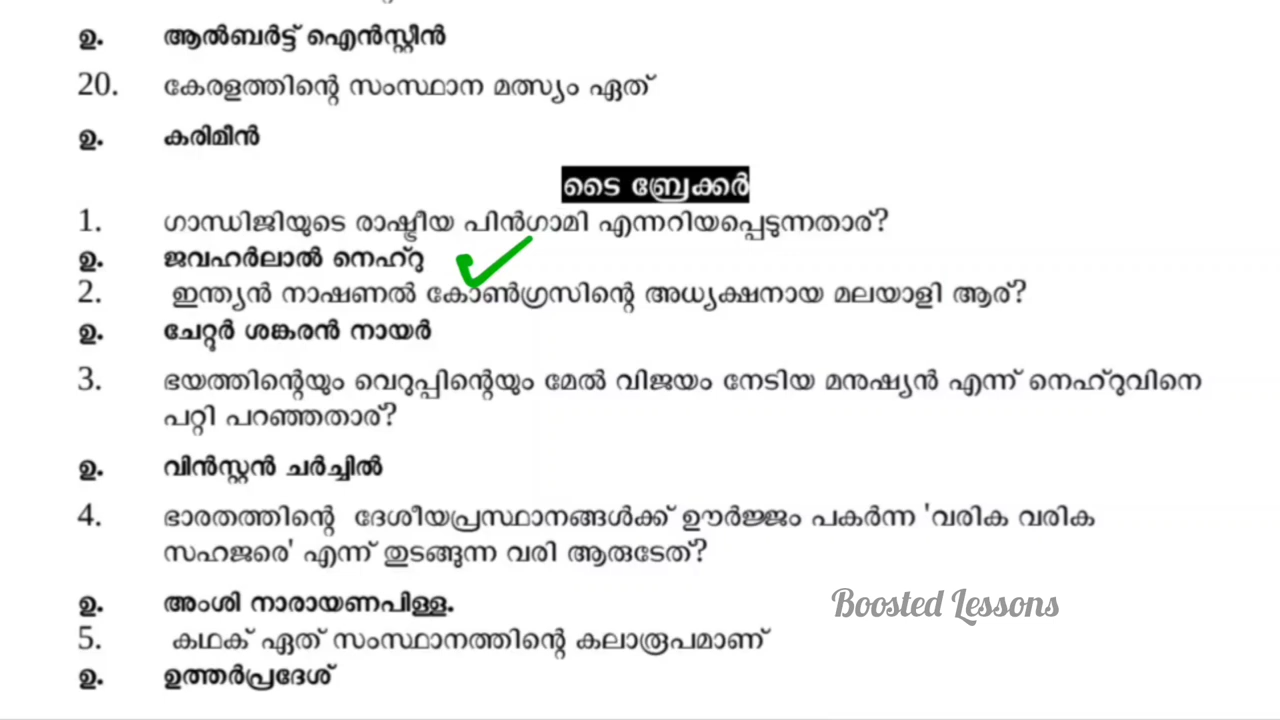 ഉ. ആൽബർട്ട് ഐൻസ്റ്റീൻ
20. കേരളത്തിന്റെ സംസ്ഥാന മത്സ്യം ഏത്
ഉ. കരിമീൻ
ടൈ ബ്രേക്കർ
1. ഗാന്ധിജിയുടെ രാഷ്ട്രീയ പിൻഗാമി എന്നറിയപ്പെടുന്നതാര്?
ഉ. ജവഹർലാൽ നെഹ്റു
2. ഇന്ത്യൻ നാഷണൽ കോൺഗ്രസിന്റെ അധ്യക്ഷനായ മലയാളി ആര്?
ഉ. ചേറ്റൂർ ശങ്കരൻ നായർ
3. ഭയത്തിന്റെയും വെറുപ്പിന്റെയും മേൽ വിജയം നേടിയ മനുഷ്യൻ എന്ന് നെഹ്റുവിനെ
പറ്റി പറഞ്ഞതാര്?
ഉ. വിൻസ്റ്റൻ ചർച്ചിൽ
4. ഭാരതത്തിന്റെ ദേശീയപ്രസ്ഥാനങ്ങൾക്ക് ഊർജ്ജം പകർന്ന 'വരിക വരിക
സഹജരെ' എന്ന് തുടങ്ങുന്ന വരി ആരുടേത്?
ഉ. അംശി നാരായണപിള്ള.
Boosted Lessons
5. കഥക് ഏത് സംസ്ഥാനത്തിന്റെ കലാരൂപമാണ്
ഉ. ഉത്തർപ്രദേശ്